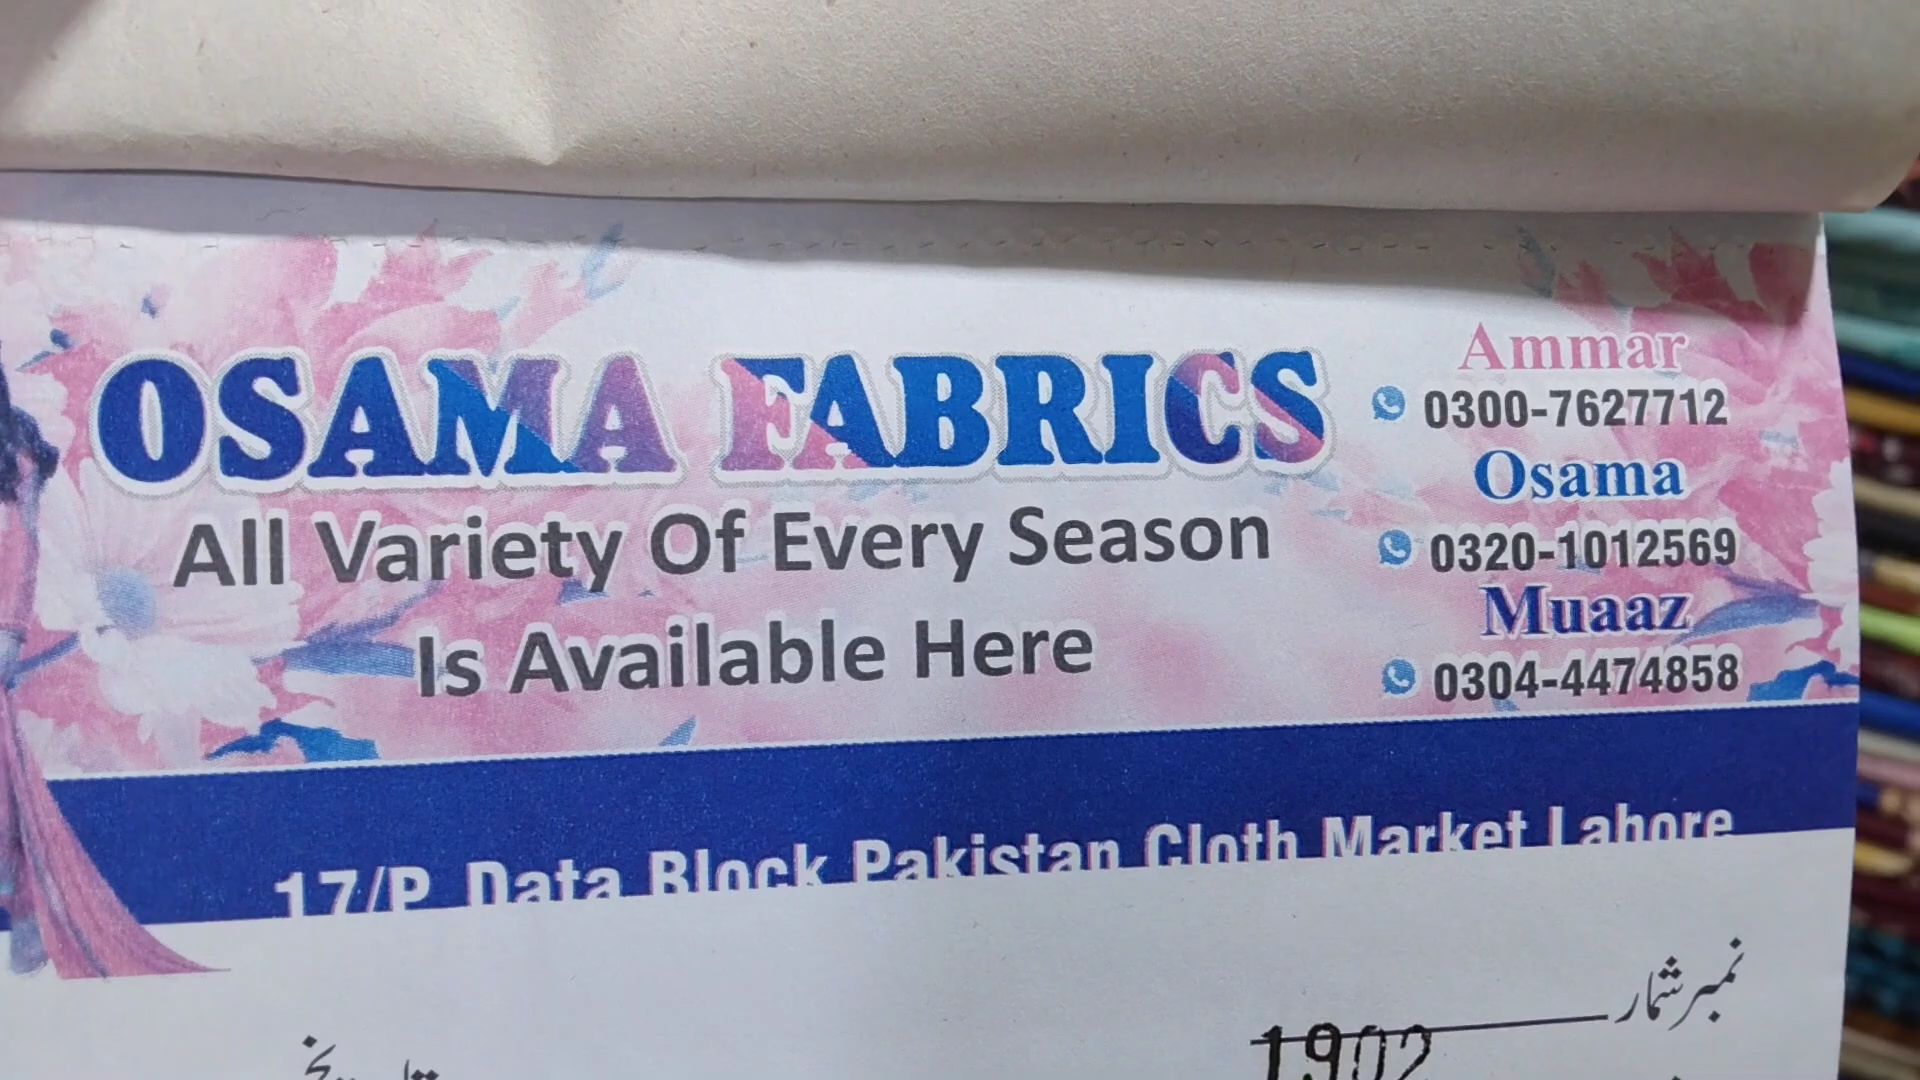 OSAMA FABRICS
All Variety Of Every Season
Is Available Here
Ammar
0300-7627712
Osama
0320-1012569
Muaaz
0304-4474858
17/P Data Block Pakistan Cloth Market Lahore
نمبر شمار
1902
تاریخ